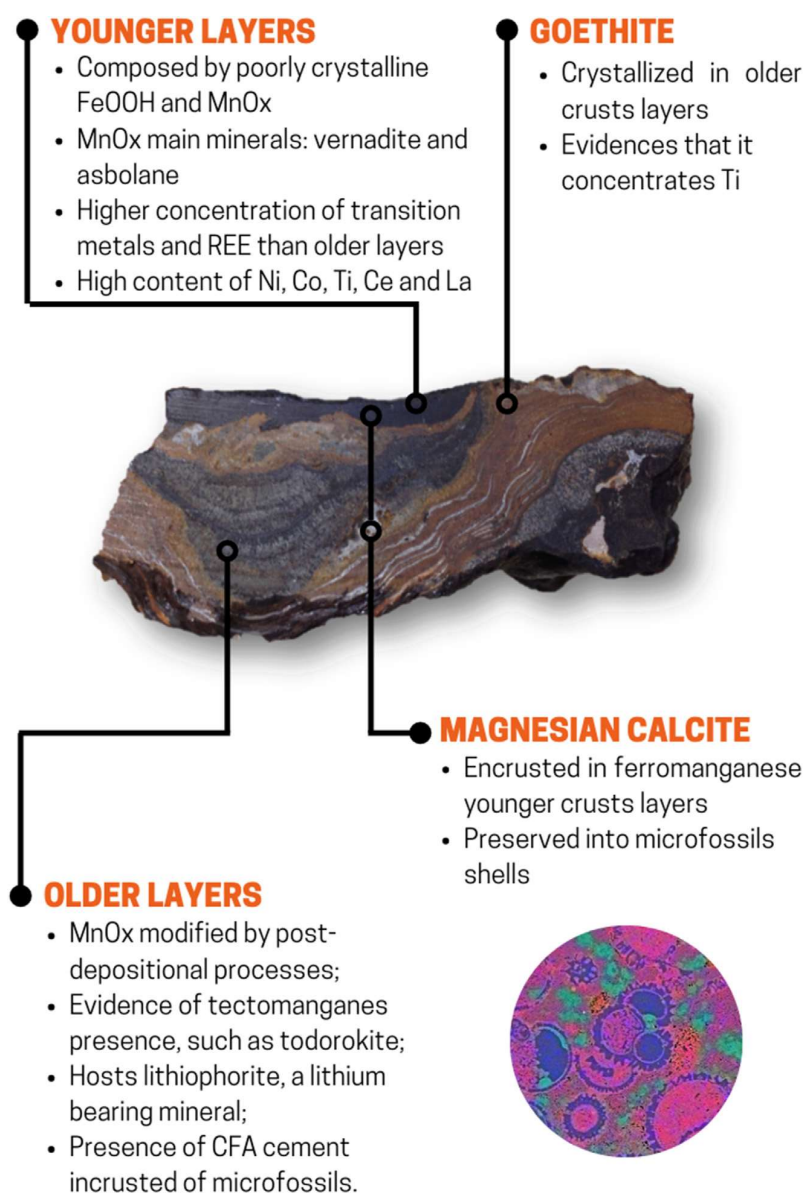 YOUNGER LAYERS
• Composed by poorly crystalline
FeOOH and MnOx
• MnOx main minerals: vernadite and
asbolane
• Higher concentration of transition
metals and REE than older layers
• High content of Ni, Co, Ti, Ce and La
GOETHITE
• Crystallized in older
crusts layers
• Evidences that it
concentrates Ti
MAGNESIAN CALCITE
• Encrusted in ferromanganese
younger crusts layers
• Preserved into microfossils
shells
OLDER LAYERS
• MnOx modified by post-
depositional processes;
• Evidence of tectomanganes
presence, such as todorokite;
• Hosts lithiophorite, a lithium
bearing mineral;
• Presence of CFA cement
incrusted of microfossils.